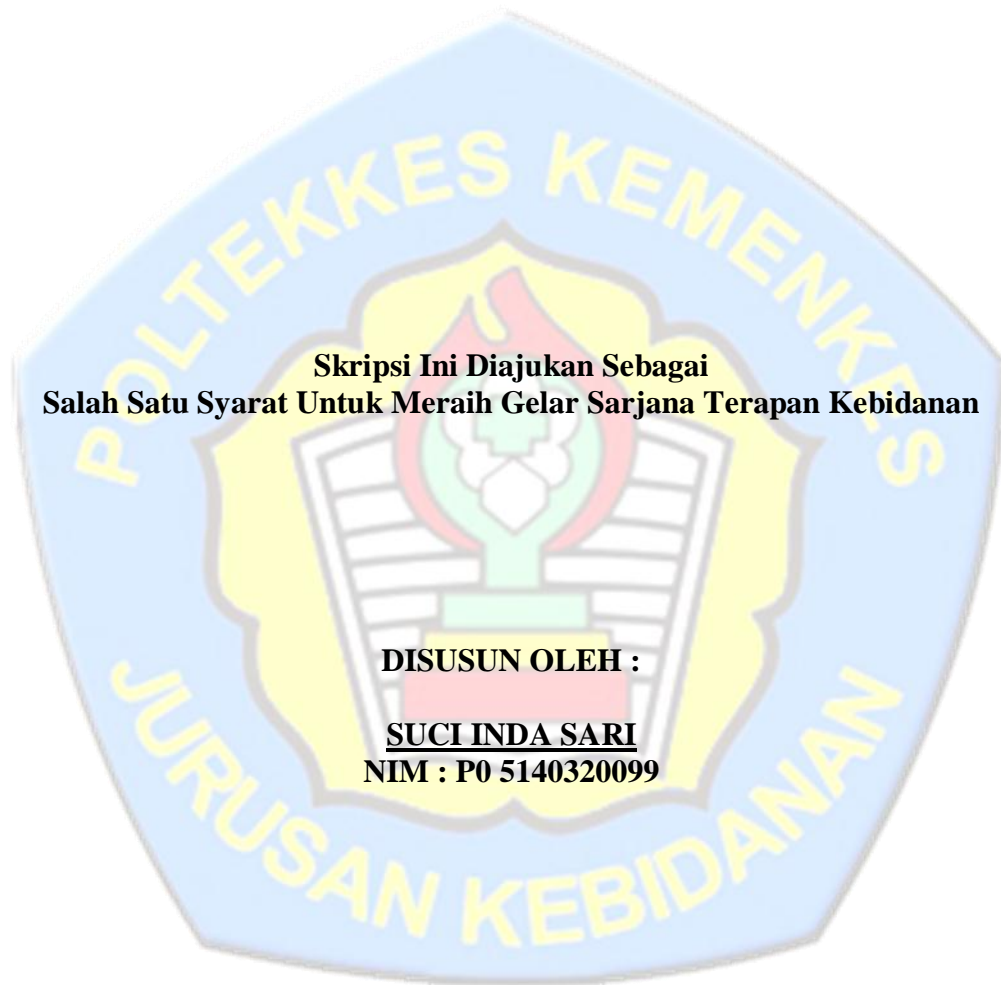 POLTEKKES KEMENKES
Skripsi Ini Diajukan Sebagai
Salah Satu Syarat Untuk Meraih Gelar Sarjana Terapan Kebidanan
DISUSUN OLEH :
SUCI INDA SARI
NIM : P0 5140320099
JURUSAN KEBIDANAN